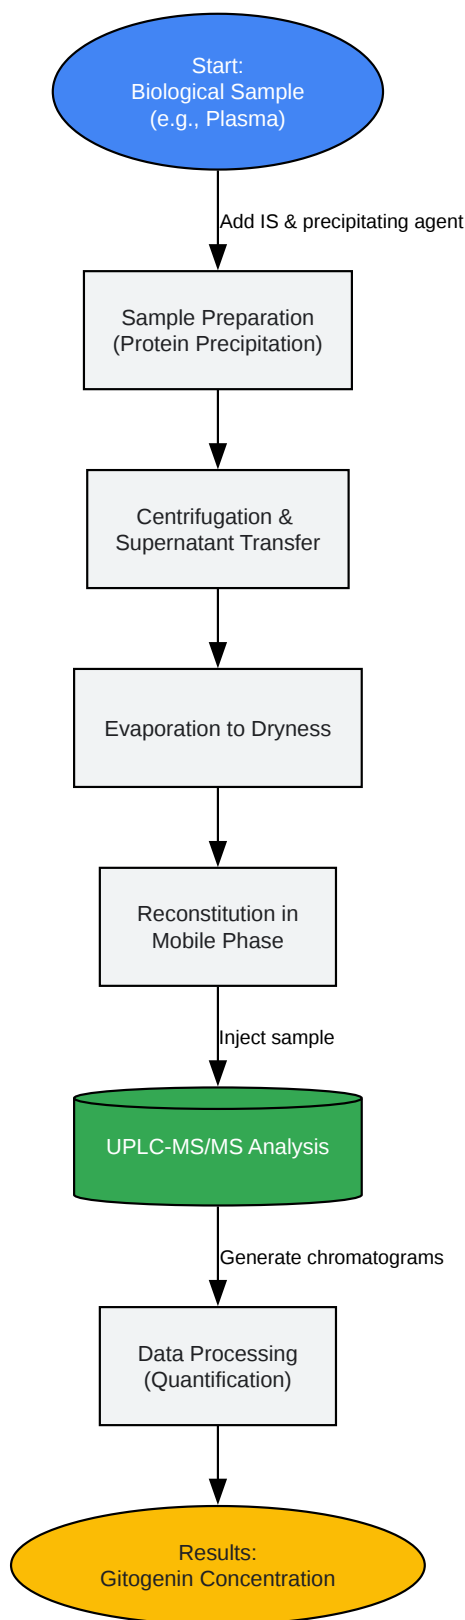 Start:
Biological Sample
(e.g., Plasma)
Add IS & precipitating agent
Sample Preparation
(Protein Precipitation)
Centrifugation &
Supernatant Transfer
Evaporation to Dryness
Reconstitution in
Mobile Phase
Inject sample
UPLC-MS/MS Analysis
Generate chromatograms
Data Processing
(Quantification)
Results:
Gitogenin Concentration